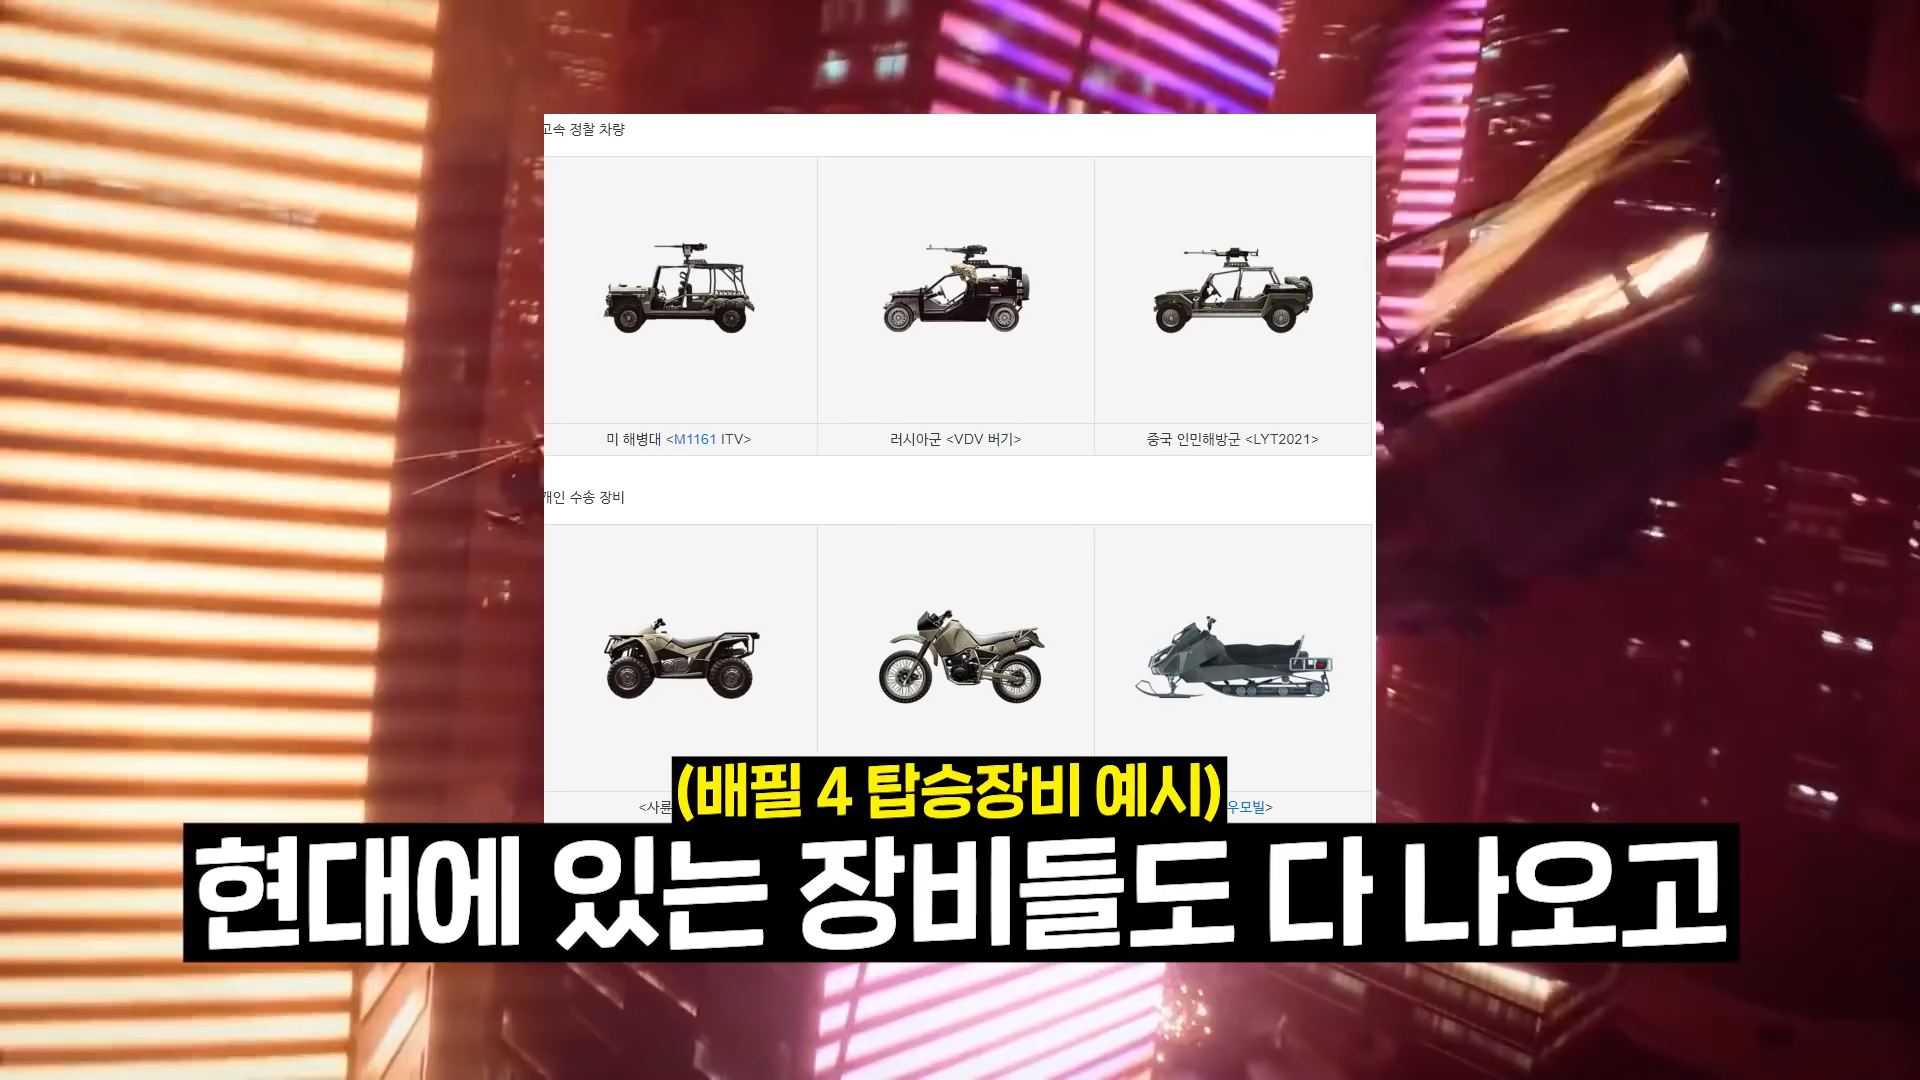 고속 정찰 차량
미 해병대 <M1161 ITV>
러시아군 <VDV 버기>
중국 인민해방군 <LYT2021>
개인 수송 장비
<사륜
우모빌>
(배필 4 탑승장비 예시)
현대에 있는 장비들도 다 나오고